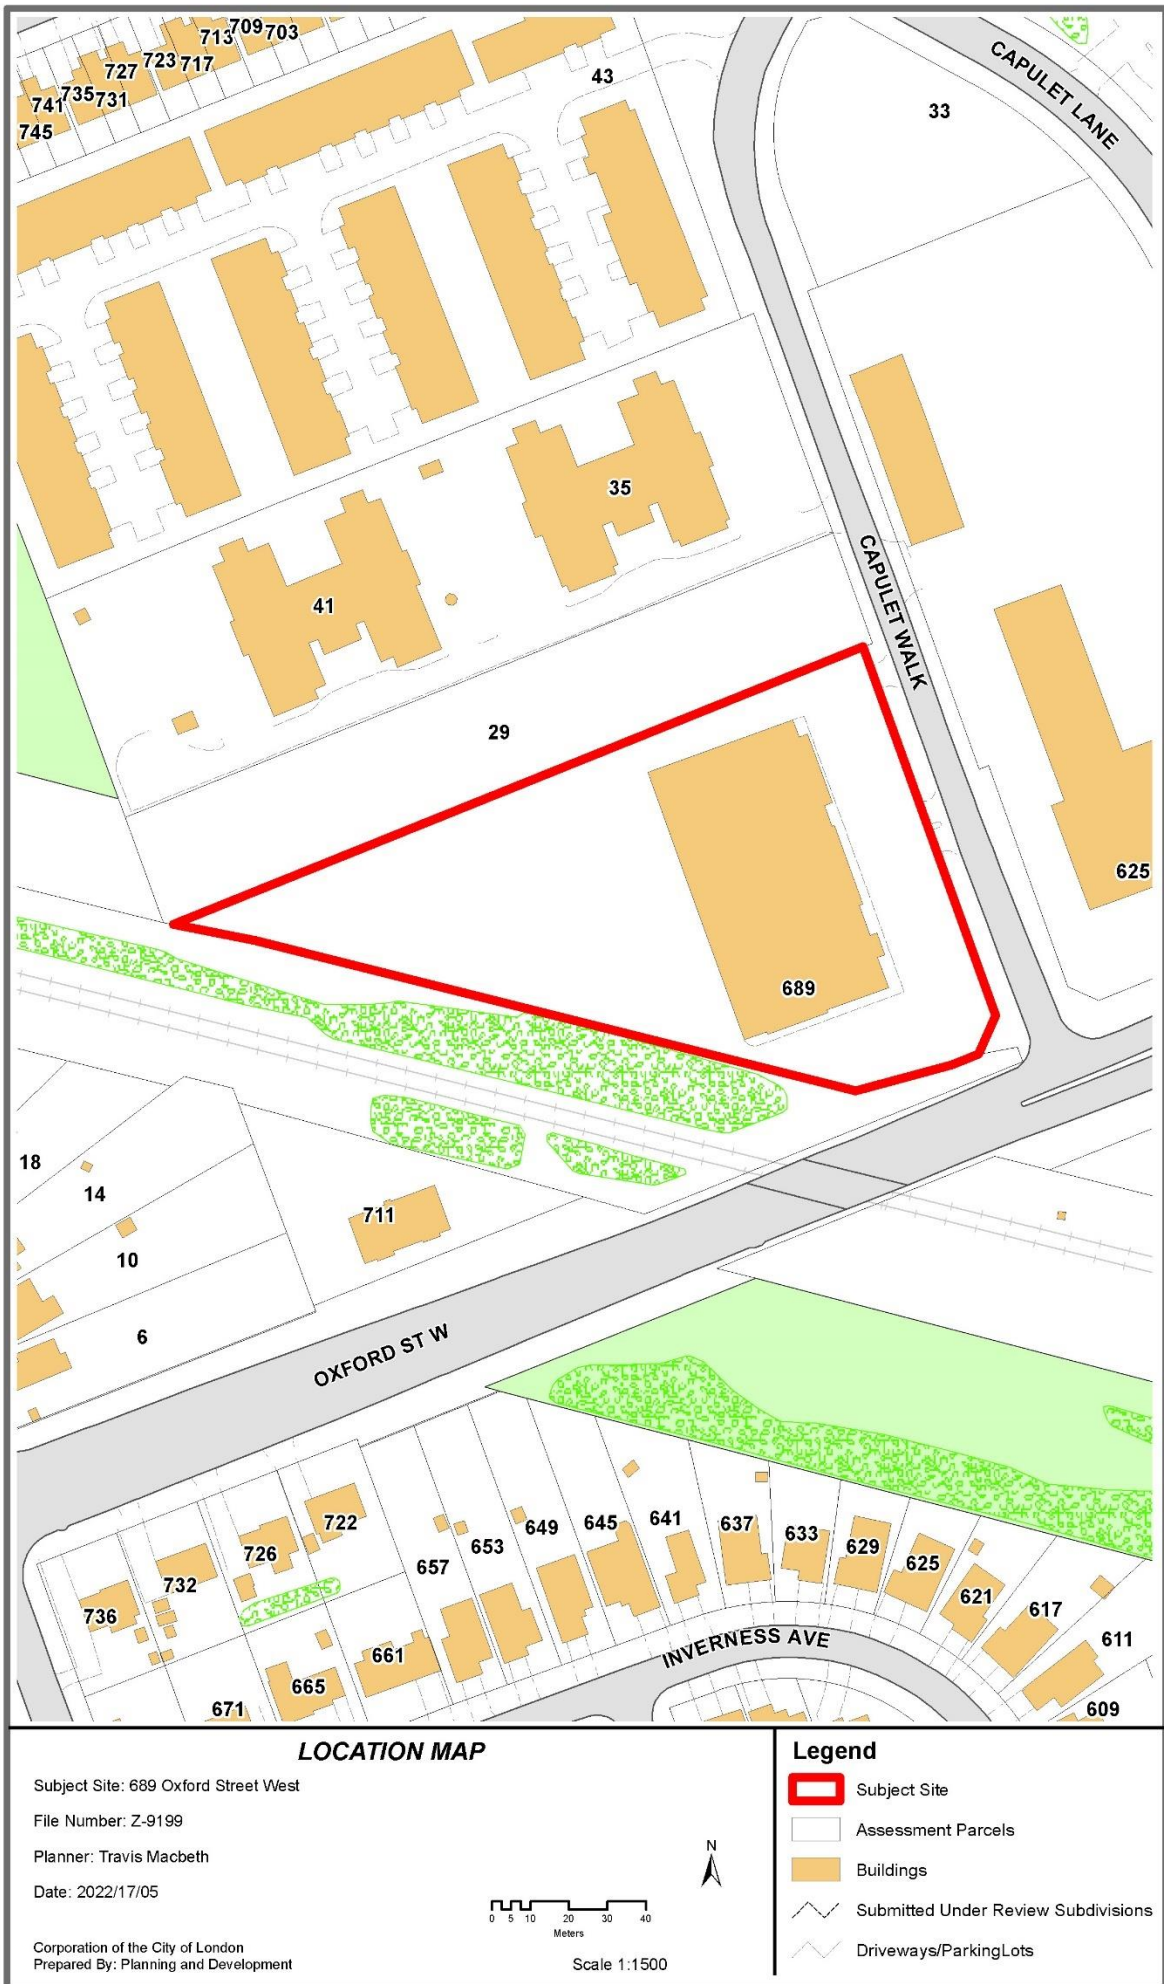 709
703
713
723
717
727
735
731
741
745
43
33
CAPULET LANE
35
41
CAPULET WALK
29
625
689
18
14
711
10
6
OXFORD ST W
722
726
732
736
657
653
649
645
641
637
633
629
625
621
617
611
609
661
665
671
INVERNESS AVE
LOCATION MAP
Subject Site: 689 Oxford Street West
File Number: Z-9199
Planner: Travis Macbeth
Date: 2022/17/05
Corporation of the City of London
Prepared By: Planning and Development
N
0 5 10 20 30 40
Meters
Scale 1:1500
Legend
Subject Site
Assessment Parcels
Buildings
Submitted Under Review Subdivisions
Driveways/ParkingLots